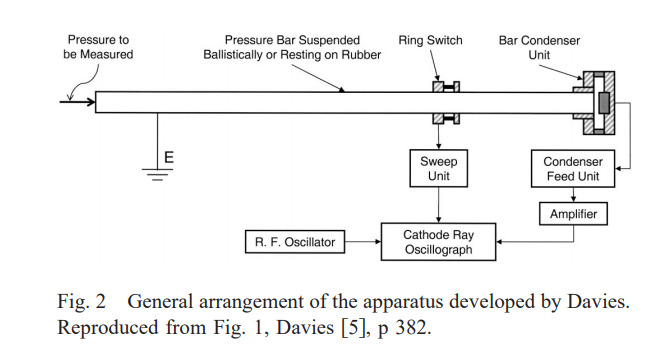 Pressure to
be Measured
Pressure Bar Suspended
Ballistically or Resting on Rubber
Ring Switch
Bar Condenser
Unit
E
Sweep
Unit
Condenser
Feed Unit
Amplifier
R. F. Oscillator
Cathode Ray
Oscillograph
Fig. 2 General arrangement of the apparatus developed by Davies.
Reproduced from Fig. 1, Davies [5], p 382.